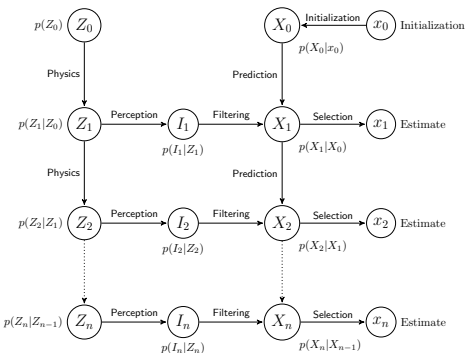 p(Z₀) Z₀ X₀ Initialization x₀ Initialization
p(X₀|x₀)
Physics Prediction
p(Z₁|Z₀) Z₁ Perception I₁ Filtering X₁ Selection x₁ Estimate
p(I₁|Z₁) p(X₁|X₀)
Physics Prediction
p(Z₂|Z₁) Z₂ Perception I₂ Filtering X₂ Selection x₂ Estimate
p(I₂|Z₂) p(X₂|X₁)
p(Zₙ|Zₙ₋₁) Zₙ Perception Iₙ Filtering Xₙ Selection xₙ Estimate
p(Iₙ|Zₙ) p(Xₙ|Xₙ₋₁)